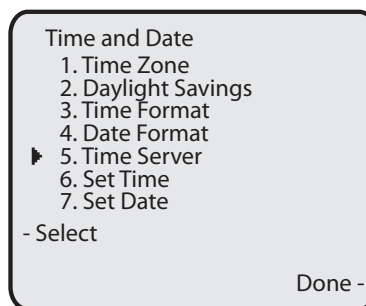 Time and Date
1. Time Zone
2. Daylight Savings
3. Time Format
4. Date Format
5. Time Server
6. Set Time
7. Set Date
- Select
Done -